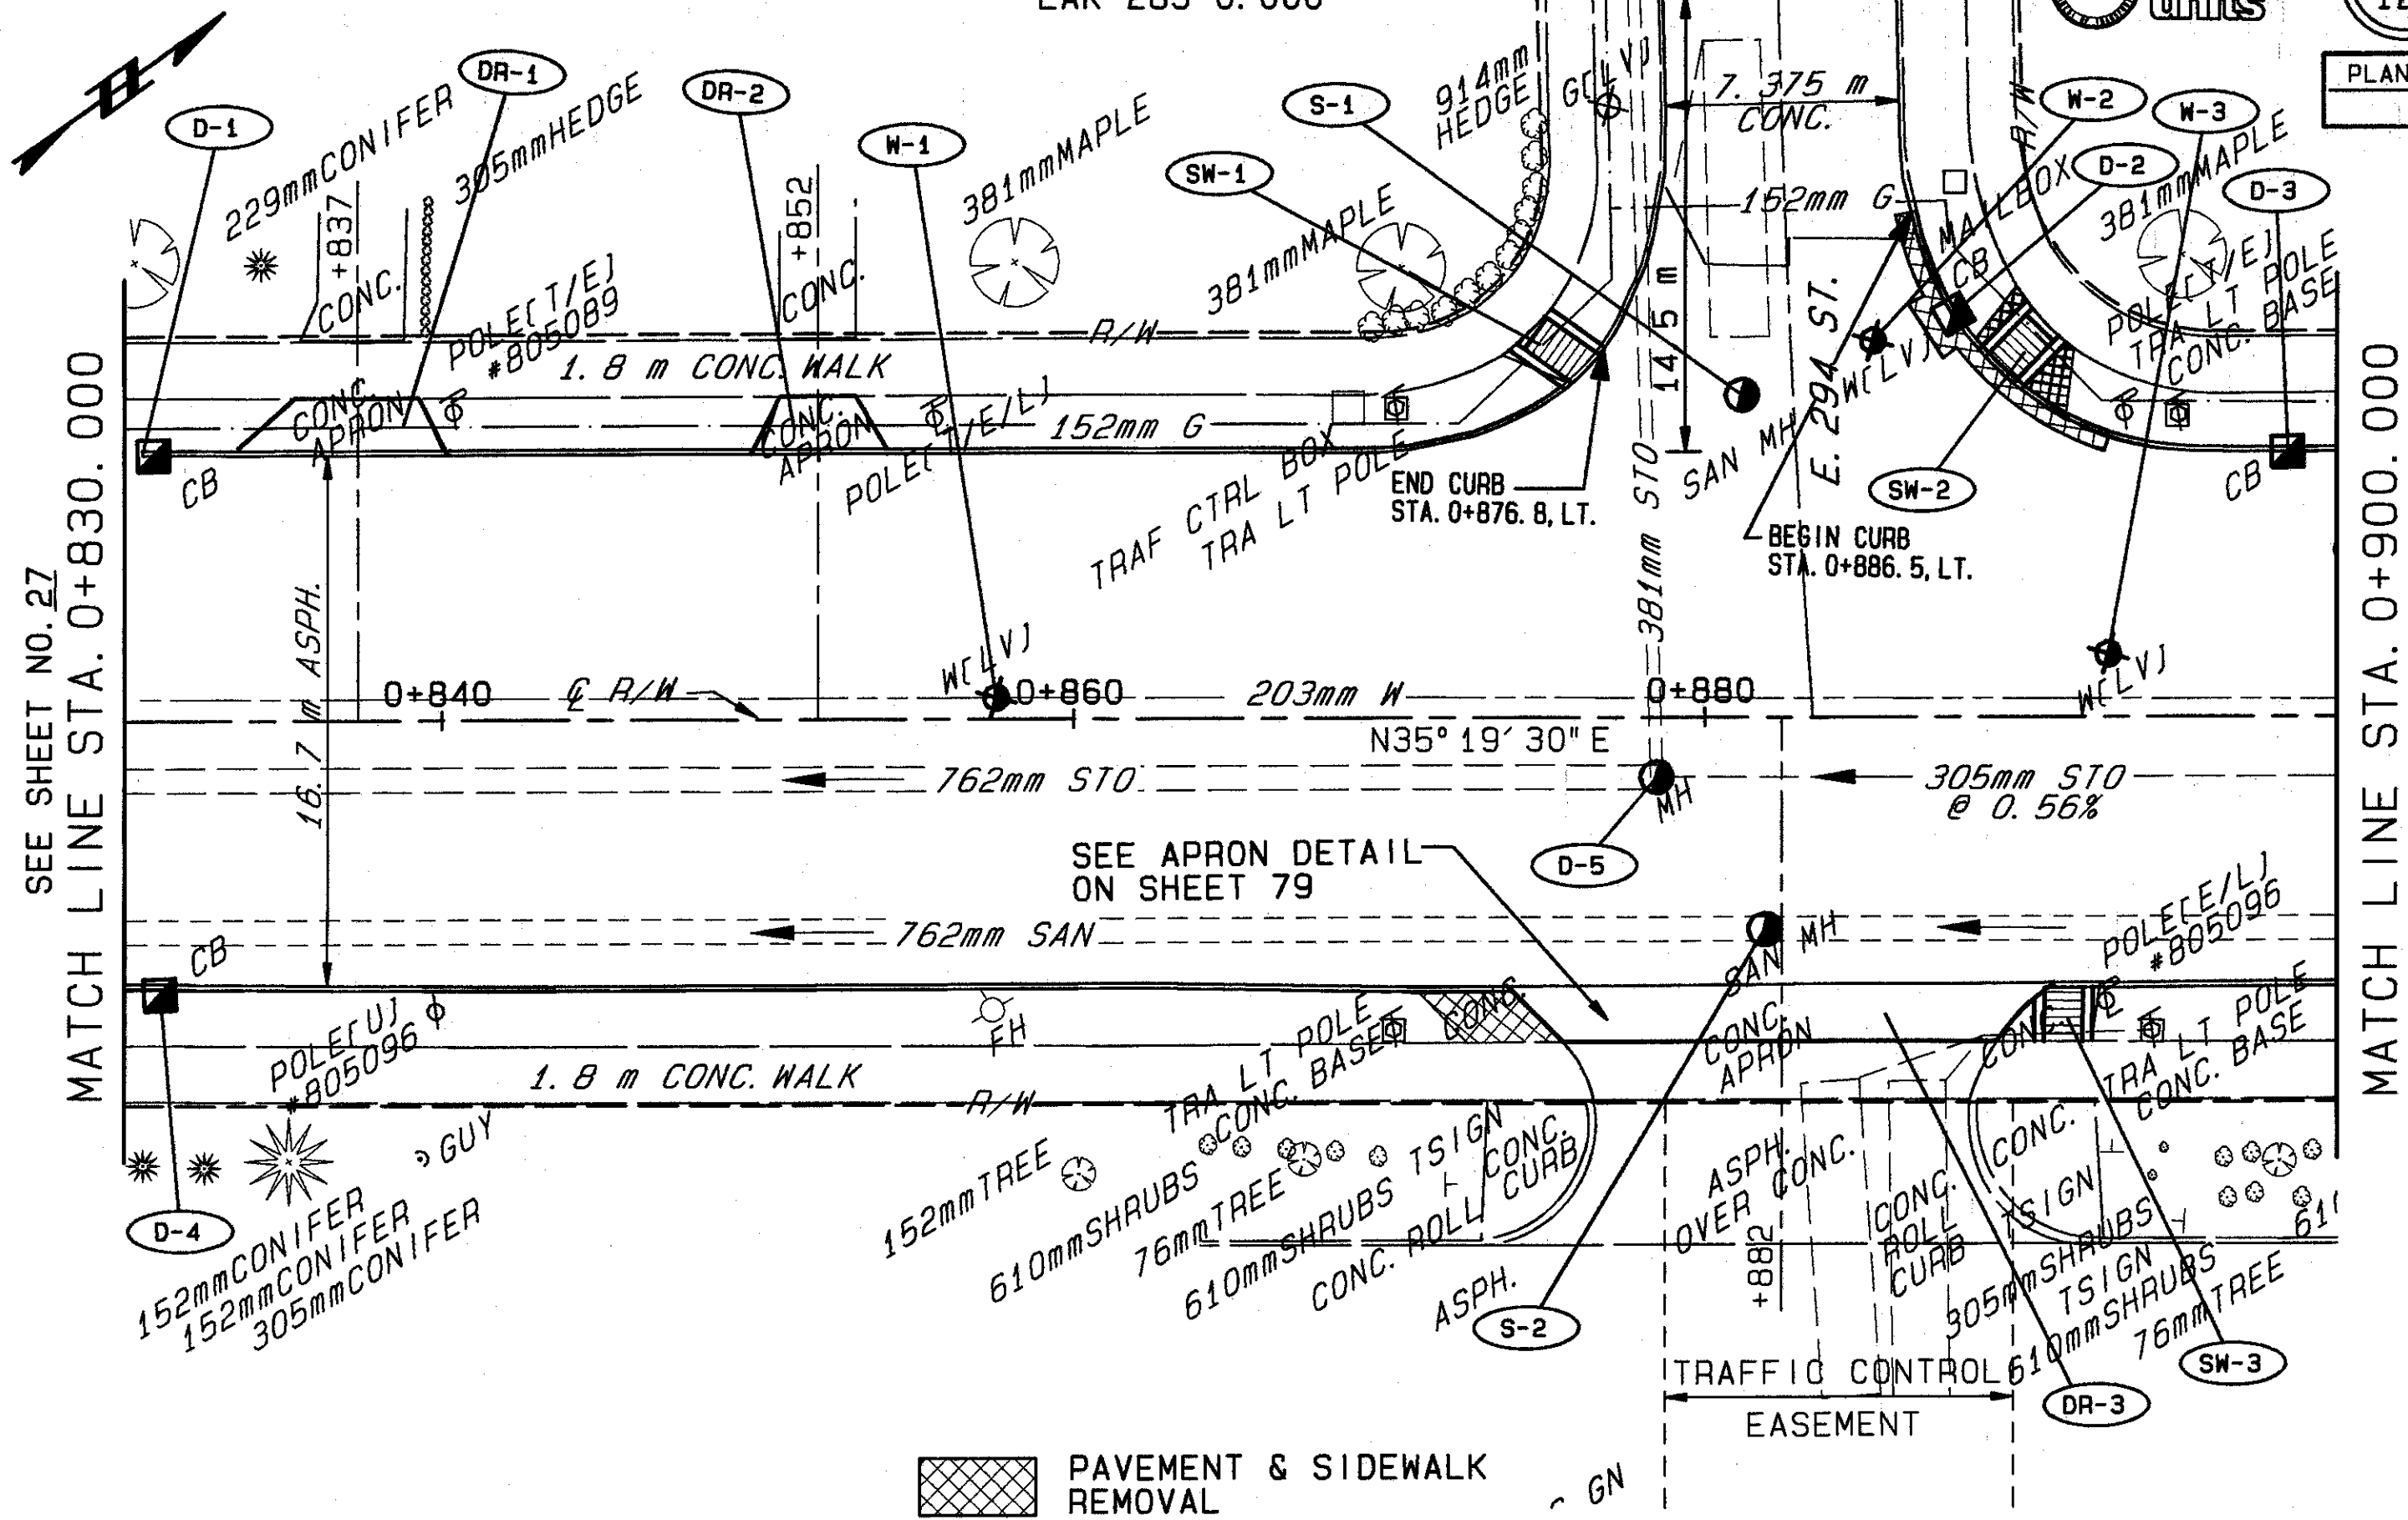 LAK 283 0.000
units
PLAN
DR-1
D-1
DR-2
W-1
S-1
SW-1
W-2
W-3
D-2
D-3
229mmCONIFER
305mmHEDGE
381mmMAPLE
381mmMAPLE
914mm
HEDGE
G[LV]
7.375 m
CONC.
R/W
152mm G
MAILBOX
CB
381mmMAPLE
POLE[T/E]
TRA LT POLE
CONC. BASE
+837
+852
CONC.
CONC.
POLE[T/E]
#805089
R/W
1.8 m CONC. WALK
CONC.
APRON
CONC.
APRON
POLE[T/E/L]
152mm G
CB
TRAF CTRL BOX
TRA LT POLE
END CURB
STA. 0+876.8, LT.
14.5 m
SAN MH
W[LV]
E. 294 ST.
SW-2
CB
BEGIN CURB
STA. 0+886.5, LT.
381mm STO
SEE SHEET NO. 27
MATCH LINE STA. 0+830.000
MATCH LINE STA. 0+900.000
16.7 m ASPH.
W[LV]
W[LV]
0+840
℄ R/W
0+860
203mm W
0+880
N35° 19' 30" E
762mm STO
MH
305mm STO
@ 0.56%
D-5
SEE APRON DETAIL
ON SHEET 79
762mm SAN
SAN MH
POLE[E/L]
#805096
CB
POLE[U]
#805096
FH
TRA LT POLE
CONC. BASE
CONC.
CONC.
APRON
CONC.
TRA LT POLE
CONC. BASE
1.8 m CONC. WALK
R/W
GUY
D-4
152mmCONIFER
152mmCONIFER
305mmCONIFER
152mmTREE
610mmSHRUBS
76mmTREE
610mmSHRUBS
TSIGN
CONC. ROLL
CONC.
CURB
ASPH.
ASPH.
OVER CONC.
+882
CONC.
ROLL
CURB
CONC.
TSIGN
305mmSHRUBS
TSIGN
610mmSHRUBS
76mmTREE
S-2
SW-3
DR-3
TRAFFIC CONTROL
EASEMENT
PAVEMENT & SIDEWALK
REMOVAL
GN